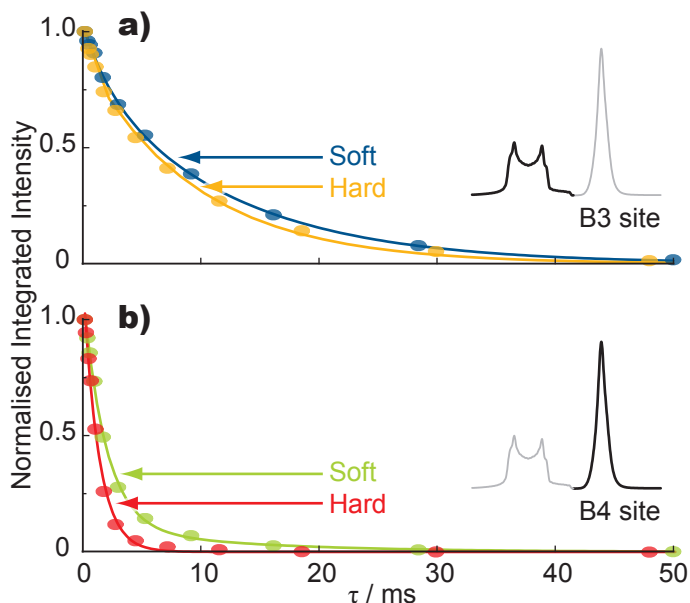 Normalised Integrated Intensity
a)
1.0
0.5
0
Soft
Hard
B3 site
b)
1.0
0.5
0
Soft
Hard
B4 site
0 10 20 30 40 50
τ / ms